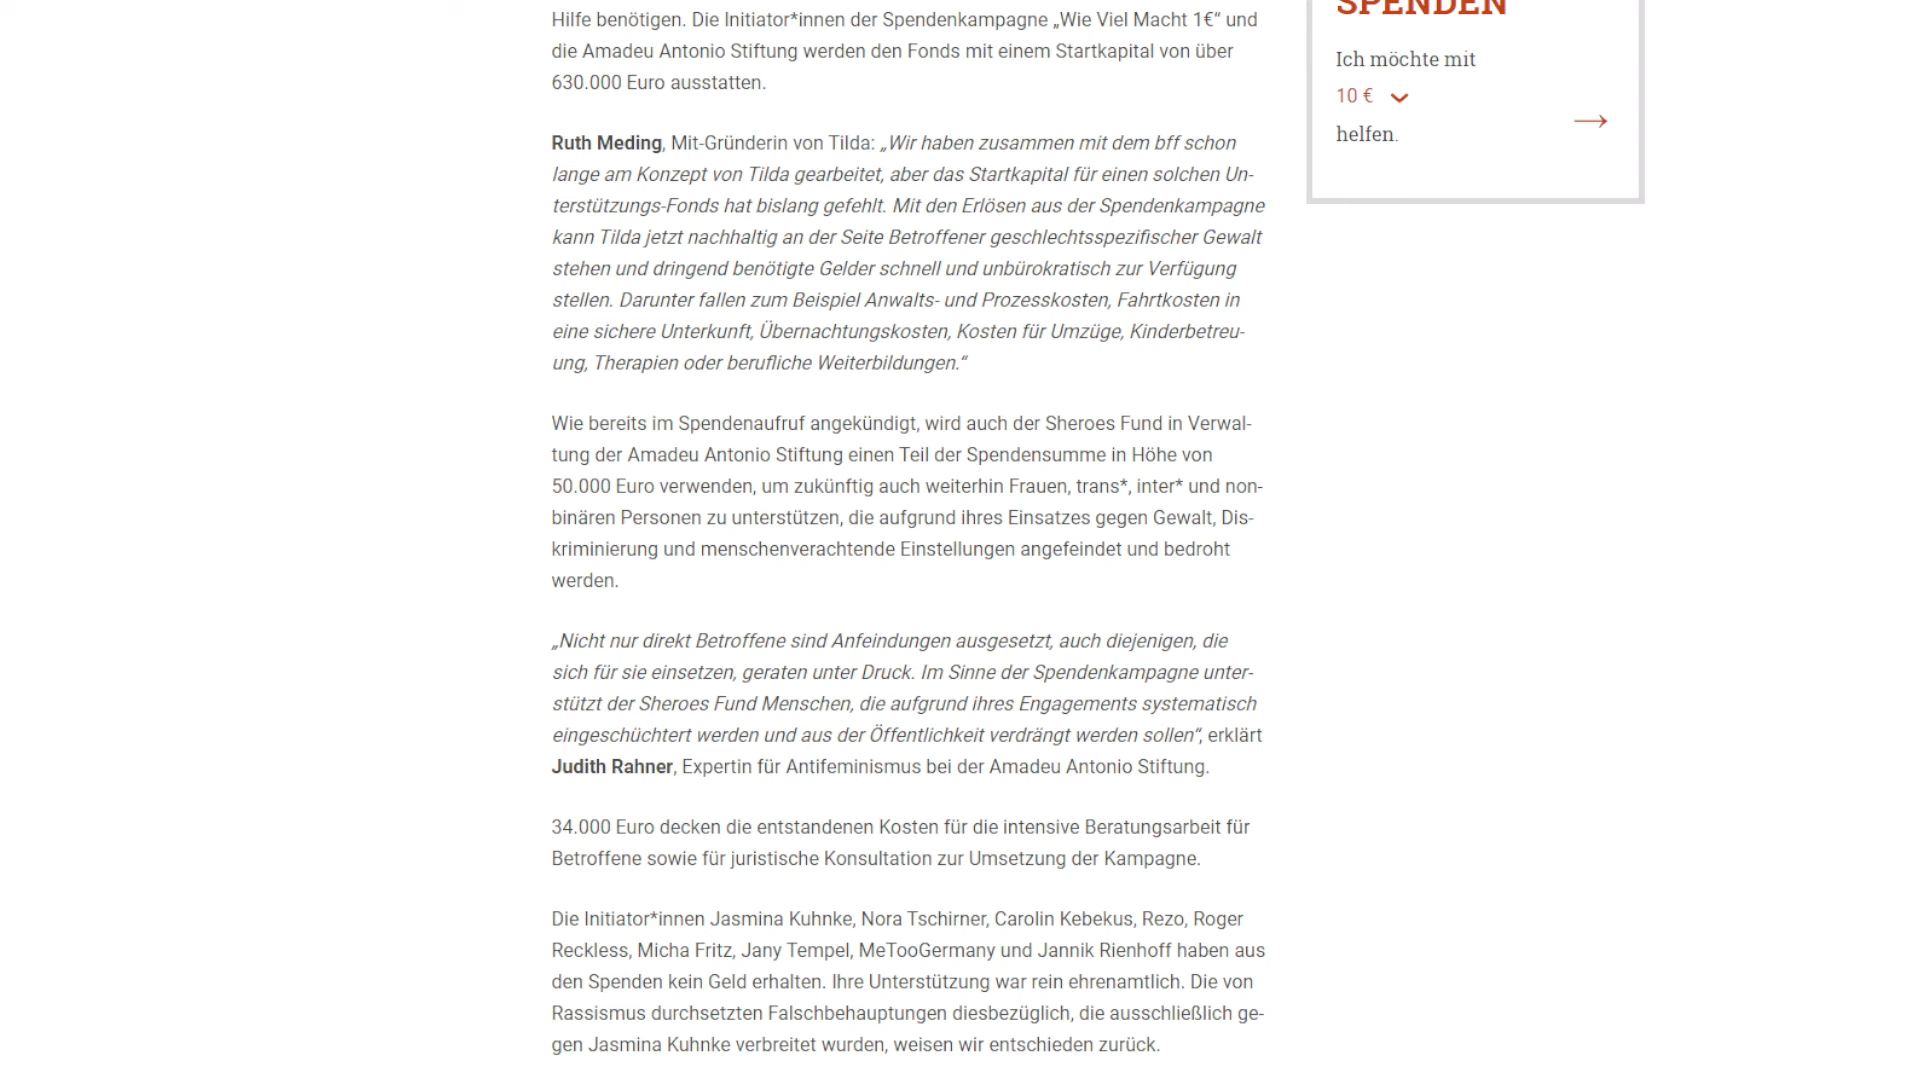 Hilfe benötigen. Die Initiator*innen der Spendenkampagne „Wie Viel Macht 1€“ und
die Amadeu Antonio Stiftung werden den Fonds mit einem Startkapital von über
630.000 Euro ausstatten.
Ruth Meding, Mit-Gründerin von Tilda: „Wir haben zusammen mit dem bff schon
lange am Konzept von Tilda gearbeitet, aber das Startkapital für einen solchen Un-
terstützungs-Fonds hat bislang gefehlt. Mit den Erlösen aus der Spendenkampagne
kann Tilda jetzt nachhaltig an der Seite Betroffener geschlechtsspezifischer Gewalt
stehen und dringend benötigte Gelder schnell und unbürokratisch zur Verfügung
stellen. Darunter fallen zum Beispiel Anwalts- und Prozesskosten, Fahrtkosten in
eine sichere Unterkunft, Übernachtungskosten, Kosten für Umzüge, Kinderbetreu-
ung, Therapien oder berufliche Weiterbildungen.“
Wie bereits im Spendenaufruf angekündigt, wird auch der Sheroes Fund in Verwal-
tung der Amadeu Antonio Stiftung einen Teil der Spendensumme in Höhe von
50.000 Euro verwenden, um zukünftig auch weiterhin Frauen, trans*, inter* und non-
binären Personen zu unterstützen, die aufgrund ihres Einsatzes gegen Gewalt, Dis-
kriminierung und menschenverachtende Einstellungen angefeindet und bedroht
werden.
„Nicht nur direkt Betroffene sind Anfeindungen ausgesetzt, auch diejenigen, die
sich für sie einsetzen, geraten unter Druck. Im Sinne der Spendenkampagne unter-
stützt der Sheroes Fund Menschen, die aufgrund ihres Engagements systematisch
eingeschüchtert werden und aus der Öffentlichkeit verdrängt werden sollen“, erklärt
Judith Rahner, Expertin für Antifeminismus bei der Amadeu Antonio Stiftung.
34.000 Euro decken die entstandenen Kosten für die intensive Beratungsarbeit für
Betroffene sowie für juristische Konsultation zur Umsetzung der Kampagne.
Die Initiator*innen Jasmina Kuhnke, Nora Tschirner, Carolin Kebekus, Rezo, Roger
Reckless, Micha Fritz, Jany Tempel, MeTooGermany und Jannik Rienhoff haben aus
den Spenden kein Geld erhalten. Ihre Unterstützung war rein ehrenamtlich. Die von
Rassismus durchsetzten Falschbehauptungen diesbezüglich, die ausschließlich ge-
gen Jasmina Kuhnke verbreitet wurden, weisen wir entschieden zurück.
SPENDEN
Ich möchte mit
10 €
helfen.